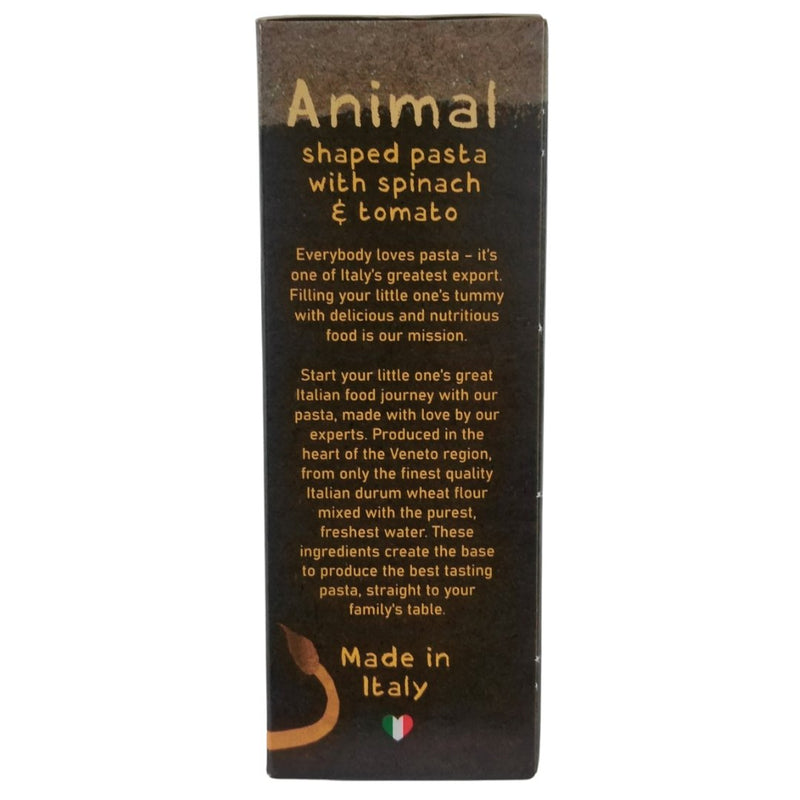 Animal
shaped pasta
with spinach
& tomato
Everybody loves pasta – it's
one of Italy's greatest export.
Filling your little one's tummy
with delicious and nutritious
food is our mission.
Start your little one's great
Italian food journey with our
pasta, made with love by our
experts. Produced in the
heart of the Veneto region,
from only the finest quality
Italian durum wheat flour
mixed with the purest,
freshest water. These
ingredients create the base
to produce the best tasting
pasta, straight to your
family's table.
Made in
Italy